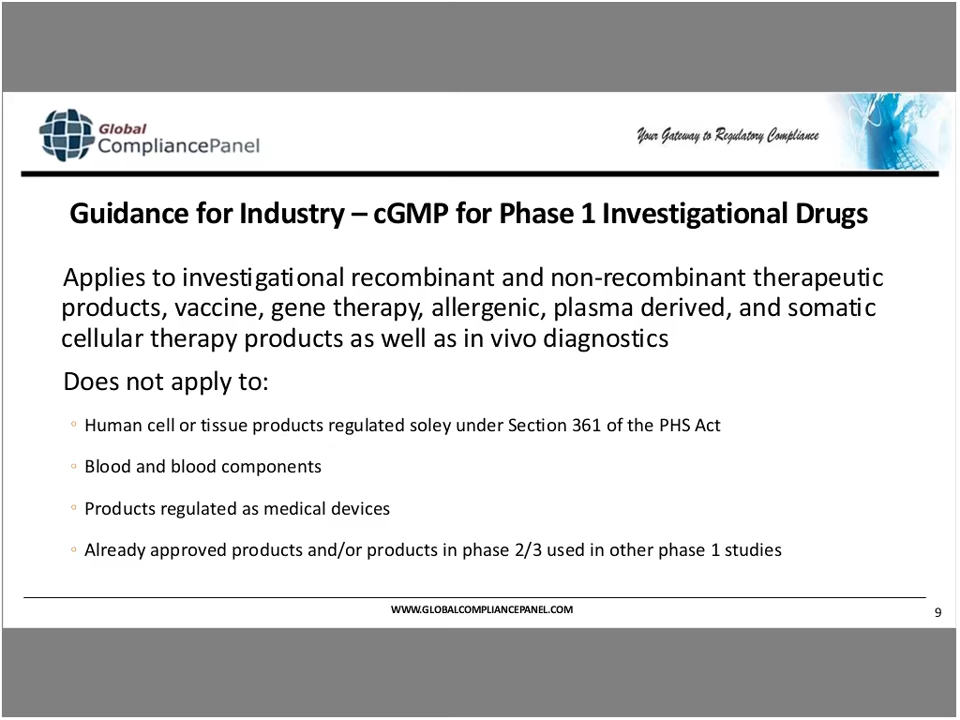 Global
CompliancePanel
Your Gateway to Regulatory Compliance
Guidance for Industry – cGMP for Phase 1 Investigational Drugs
Applies to investigational recombinant and non-recombinant therapeutic
products, vaccine, gene therapy, allergenic, plasma derived, and somatic
cellular therapy products as well as in vivo diagnostics
Does not apply to:
◦ Human cell or tissue products regulated soley under Section 361 of the PHS Act
◦ Blood and blood components
◦ Products regulated as medical devices
◦ Already approved products and/or products in phase 2/3 used in other phase 1 studies
WWW.GLOBALCOMPLIANCEPANEL.COM
9